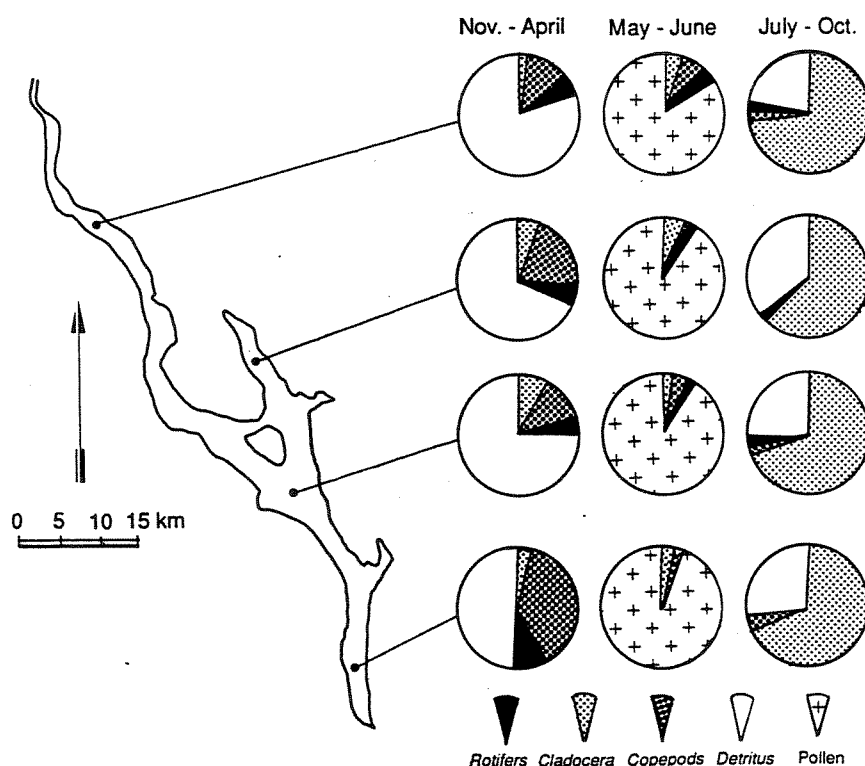 Nov. - April May - June July - Oct.
0 5 10 15 km
Rotifers Cladocera Copepods Detritus Pollen